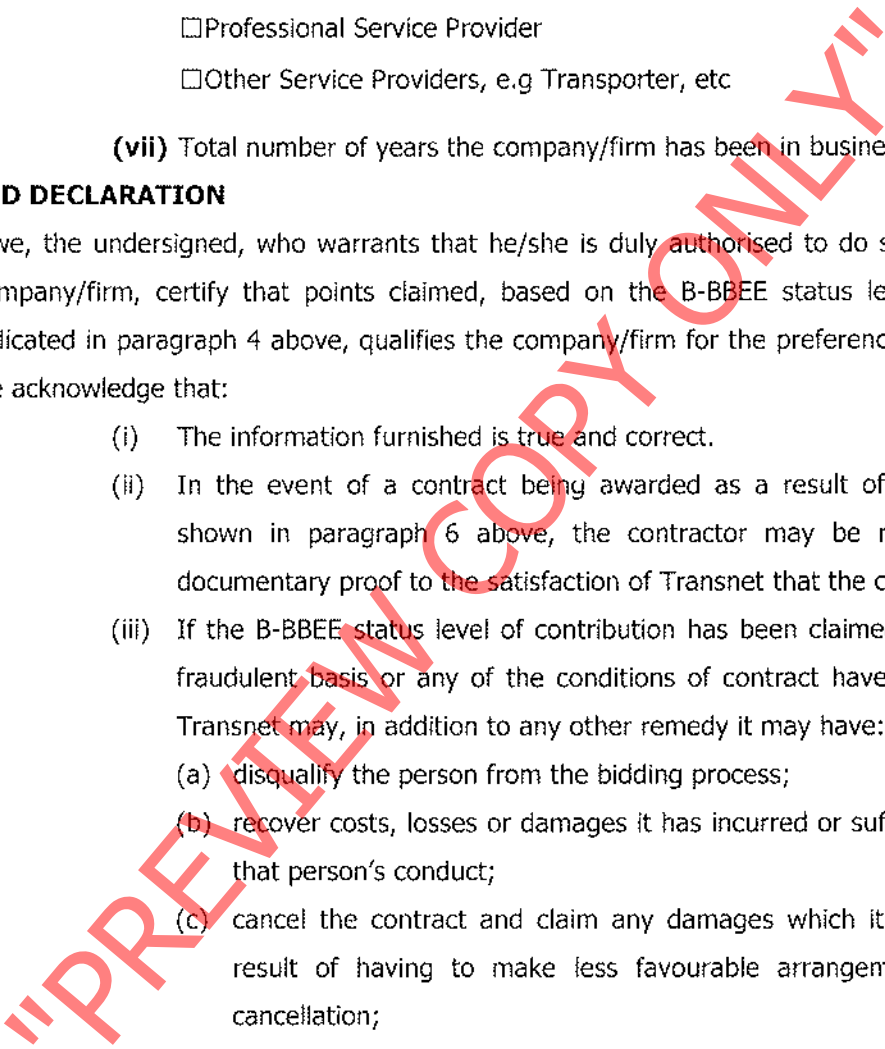 ☐Professional Service Provider
☐Other Service Providers, e.g Transporter, etc
(vii) Total number of years the company/firm has been in busine
D DECLARATION
we, the undersigned, who warrants that he/she is duly authorised to do s
mpany/firm, certify that points claimed, based on the B-BBEE status le
dicated in paragraph 4 above, qualifies the company/firm for the preferenc
e acknowledge that:
(i) The information furnished is true and correct.
(ii) In the event of a contract being awarded as a result of
shown in paragraph 6 above, the contractor may be r
documentary proof to the satisfaction of Transnet that the c
(iii) If the B-BBEE status level of contribution has been claime
fraudulent basis or any of the conditions of contract have
Transnet may, in addition to any other remedy it may have:
(a) disqualify the person from the bidding process;
(b) recover costs, losses or damages it has incurred or suf
that person's conduct;
(c) cancel the contract and claim any damages which it
result of having to make less favourable arrangem
cancellation;
"PREVIEW COPY ONLY"